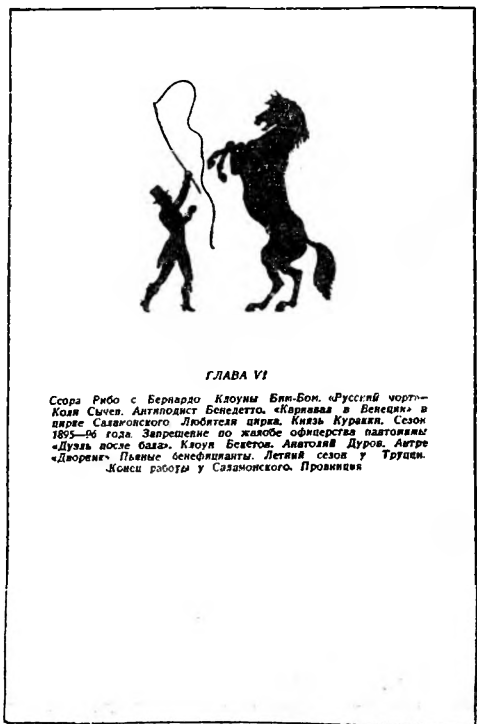 ГЛАВА VI
Ссора Рибо с Бернардо Клоуны Бим-Бом. «Русский чорт»—
Коля Сычев. Антиподист Бенедетто. «Карнавал в Венеции» в
цирке Саламонского. Любители цирка. Князь Куракин. Сезон
1895—96 года. Запрещение по жалобе офицерства пантомимы
«Дуэль после бала». Клоун Бекетов. Анатолий Дуров. Антре
«Дворник» Пьяные бенефицианты. Летний сезон у Труцци.
Конец работы у Саламонского. Провинция